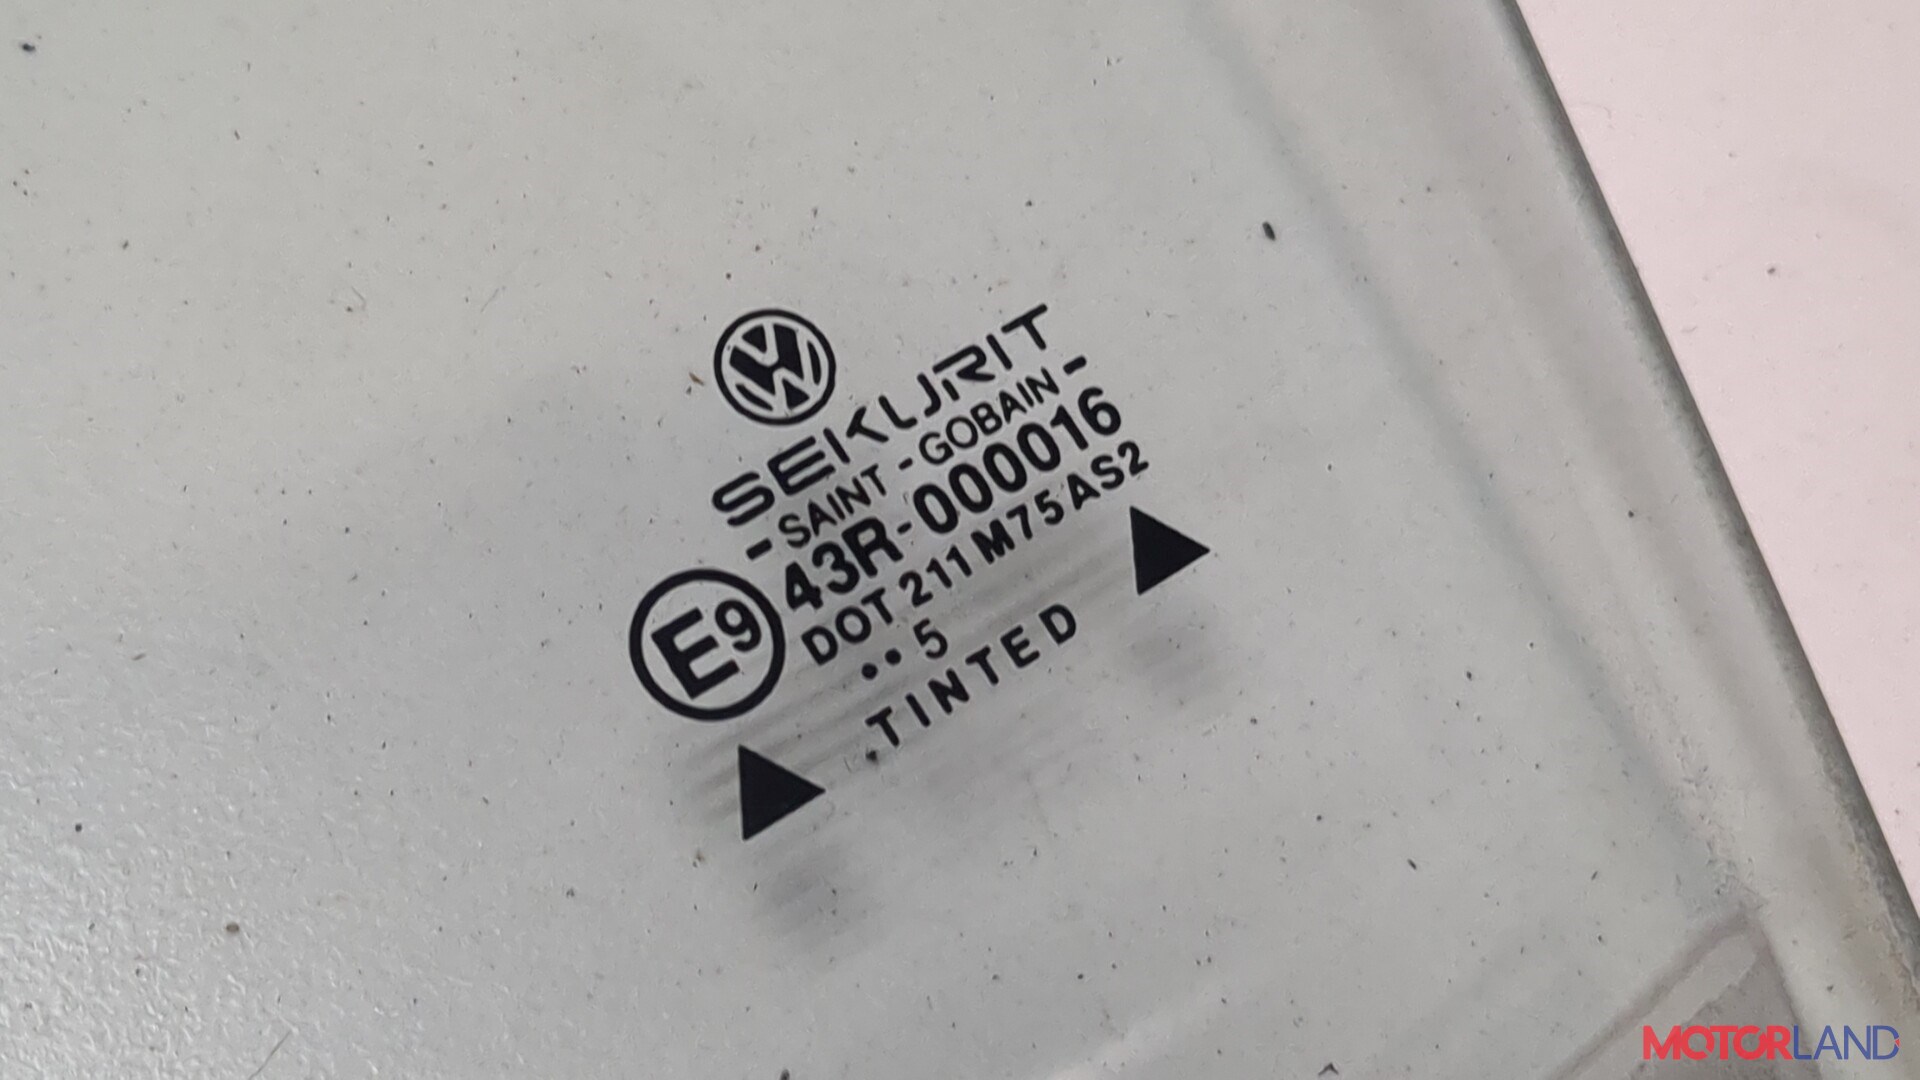 SEKURIT
- SAINT - GOBAIN -
43R-000016
E9
DOT 211 M75 AS2
•• 5
TINTED
MOTORLAND